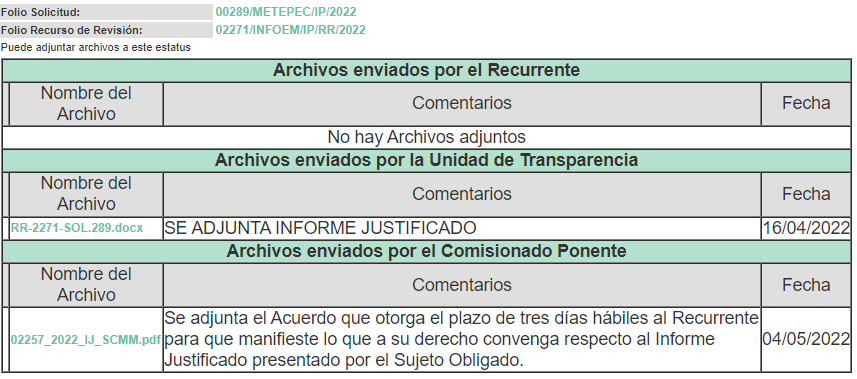 Folio Solicitud: 00289/METEPEC/IP/2022
Folio Recurso de Revisión: 02271/INFOEM/IP/RR/2022
Puede adjuntar archivos a este estatus
Archivos enviados por el Recurrente
Nombre del Archivo Comentarios Fecha
No hay Archivos adjuntos
Archivos enviados por la Unidad de Transparencia
Nombre del Archivo Comentarios Fecha
RR-2271-SOL.289.docx SE ADJUNTA INFORME JUSTIFICADO 16/04/2022
Archivos enviados por el Comisionado Ponente
Nombre del Archivo Comentarios Fecha
02257_2022_IJ_SCMM.pdf Se adjunta el Acuerdo que otorga el plazo de tres días hábiles al Recurrente
para que manifieste lo que a su derecho convenga respecto al Informe
Justificado presentado por el Sujeto Obligado. 04/05/2022